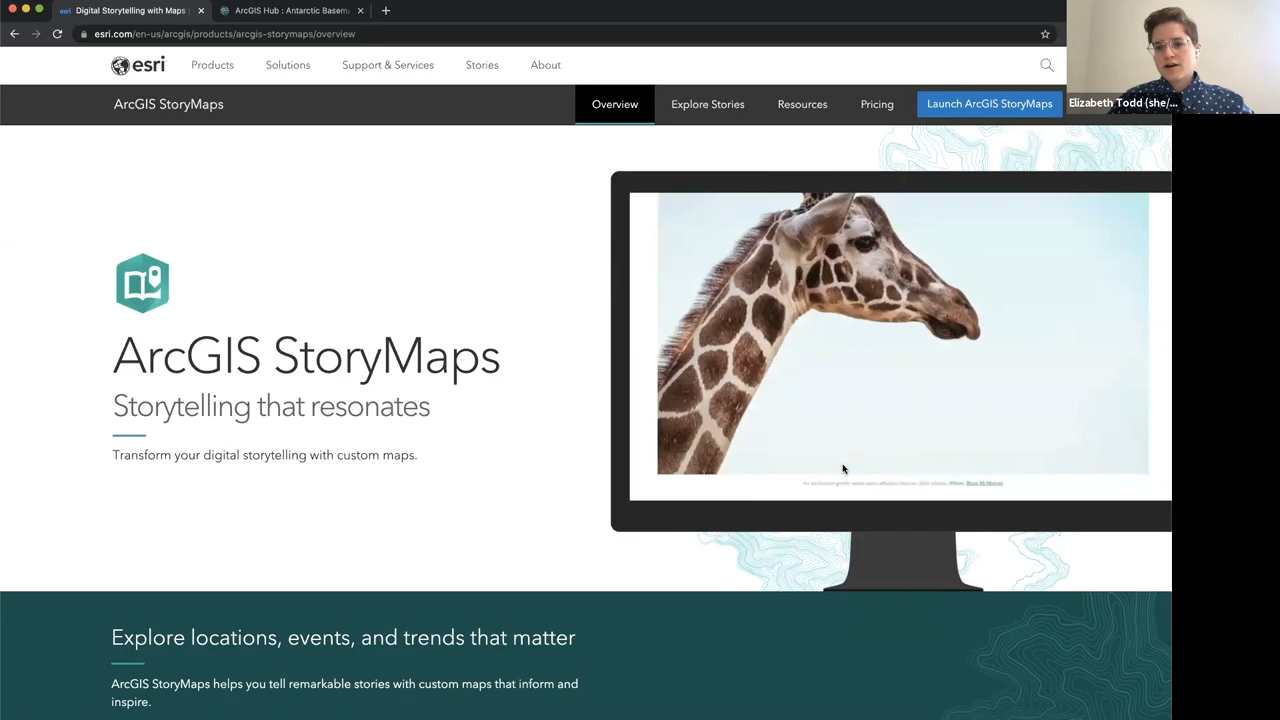 esri Digital Storytelling with Maps
ArcGIS Hub : Antarctic Basema
esri.com/en-us/arcgis/products/arcgis-storymaps/overview
esri
Products
Solutions
Support & Services
Stories
About
Elizabeth Todd (she/...
ArcGIS StoryMaps
Overview
Explore Stories
Resources
Pricing
Launch ArcGIS StoryMaps
ArcGIS StoryMaps
Storytelling that resonates
Transform your digital storytelling with custom maps.
Explore locations, events, and trends that matter
ArcGIS StoryMaps helps you tell remarkable stories with custom maps that inform and
inspire.